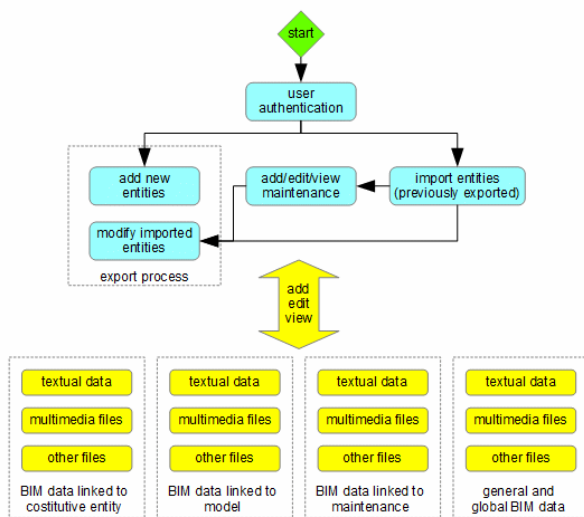 start
user
authentication
add new
entities
add/edit/view
maintenance
import entities
(previously exported)
modify imported
entities
export process
add
edit
view
textual data
textual data
textual data
textual data
multimedia files
multimedia files
multimedia files
multimedia files
other files
other files
other files
other files
BIM data linked to
costitutive entity
BIM data linked to
model
BIM data linked to
maintenance
general and
global BIM data